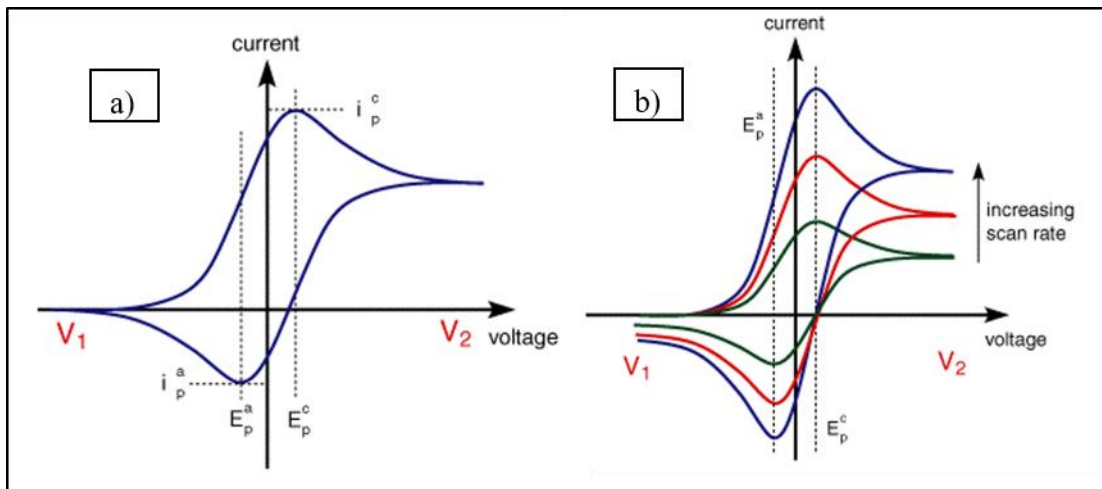 a)
current
i p c
V1
V2
voltage
i p a
E p a
E p c
b)
current
E p a
increasing
scan rate
voltage
V1
V2
E p c